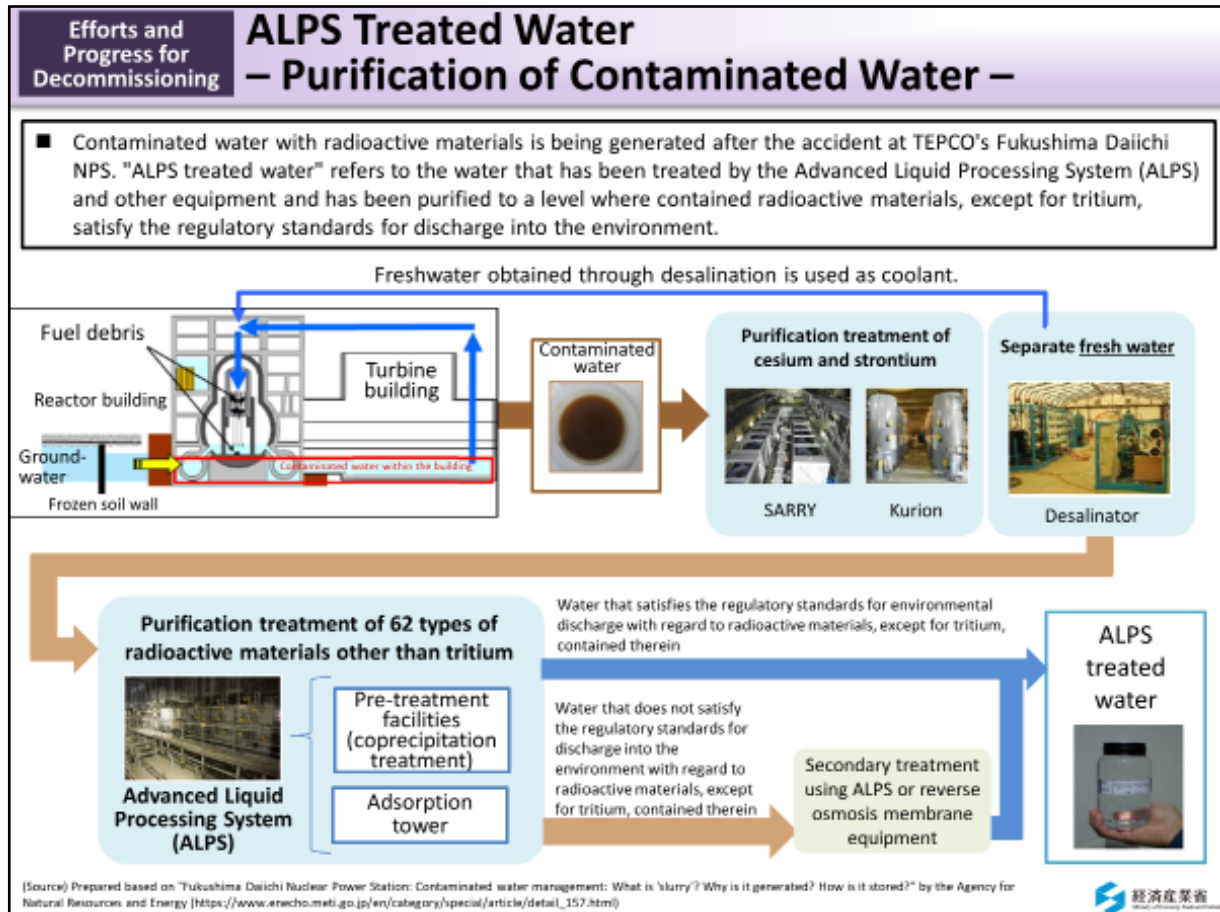 Efforts and
Progress for
Decommissioning
ALPS Treated Water
– Purification of Contaminated Water –
■ Contaminated water with radioactive materials is being generated after the accident at TEPCO's Fukushima Daiichi
NPS. "ALPS treated water" refers to the water that has been treated by the Advanced Liquid Processing System (ALPS)
and other equipment and has been purified to a level where contained radioactive materials, except for tritium,
satisfy the regulatory standards for discharge into the environment.
Freshwater obtained through desalination is used as coolant.
Fuel debris
Reactor building
Turbine
building
Ground-
water
Frozen soil wall
Contaminated water within the building
Contaminated
water
Purification treatment of
cesium and strontium
SARRY
Kurion
Separate fresh water
Desalinator
Purification treatment of 62 types of
radioactive materials other than tritium
Advanced Liquid
Processing System
(ALPS)
Pre-treatment
facilities
(coprecipitation
treatment)
Adsorption
tower
Water that satisfies the regulatory standards for environmental
discharge with regard to radioactive materials, except for tritium,
contained therein
Water that does not satisfy
the regulatory standards for
discharge into the
environment with regard to
radioactive materials, except
for tritium, contained therein
Secondary treatment
using ALPS or reverse
osmosis membrane
equipment
ALPS
treated
water
(Source) Prepared based on "Fukushima Daiichi Nuclear Power Station: Contaminated water management: What is 'slurry'? Why is it generated? How is it stored?" by the Agency for
Natural Resources and Energy (https://www.enecho.meti.go.jp/en/category/special/article/detail_157.html)
経済産業省